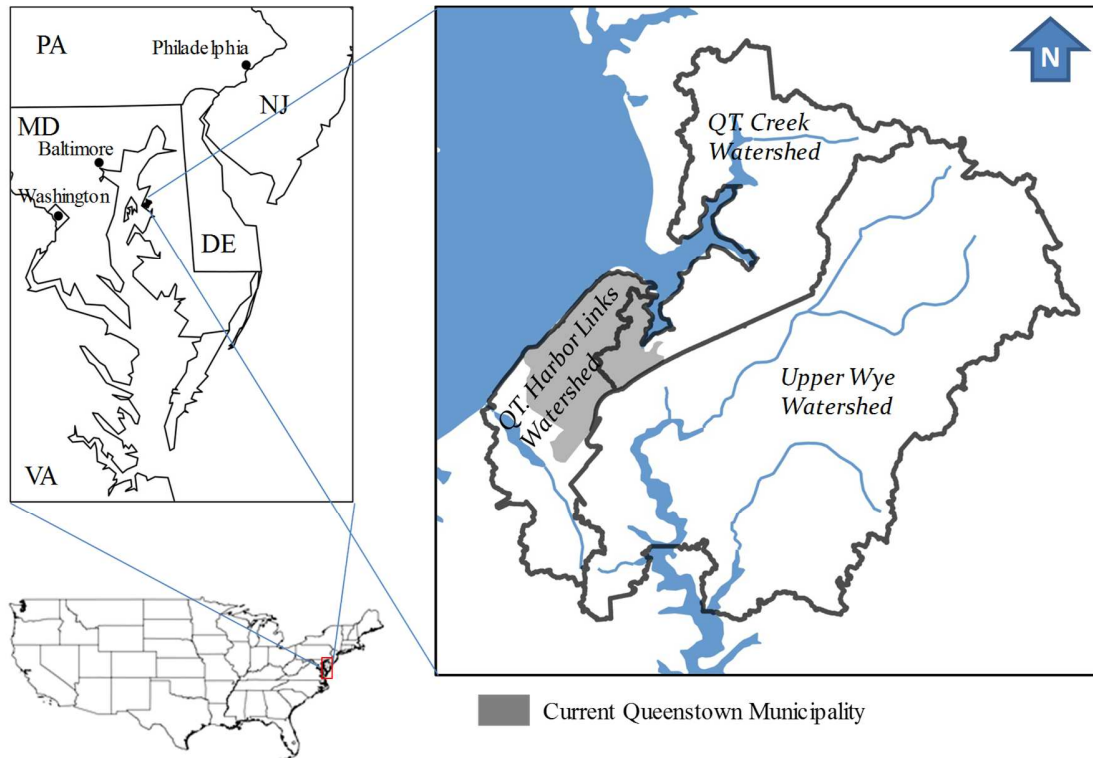 PA
Philadelphia
NJ
MD
Baltimore
Washington
DE
VA
N
QT. Creek
Watershed
QT. Harbor Links
Watershed
Upper Wye
Watershed
Current Queenstown Municipality